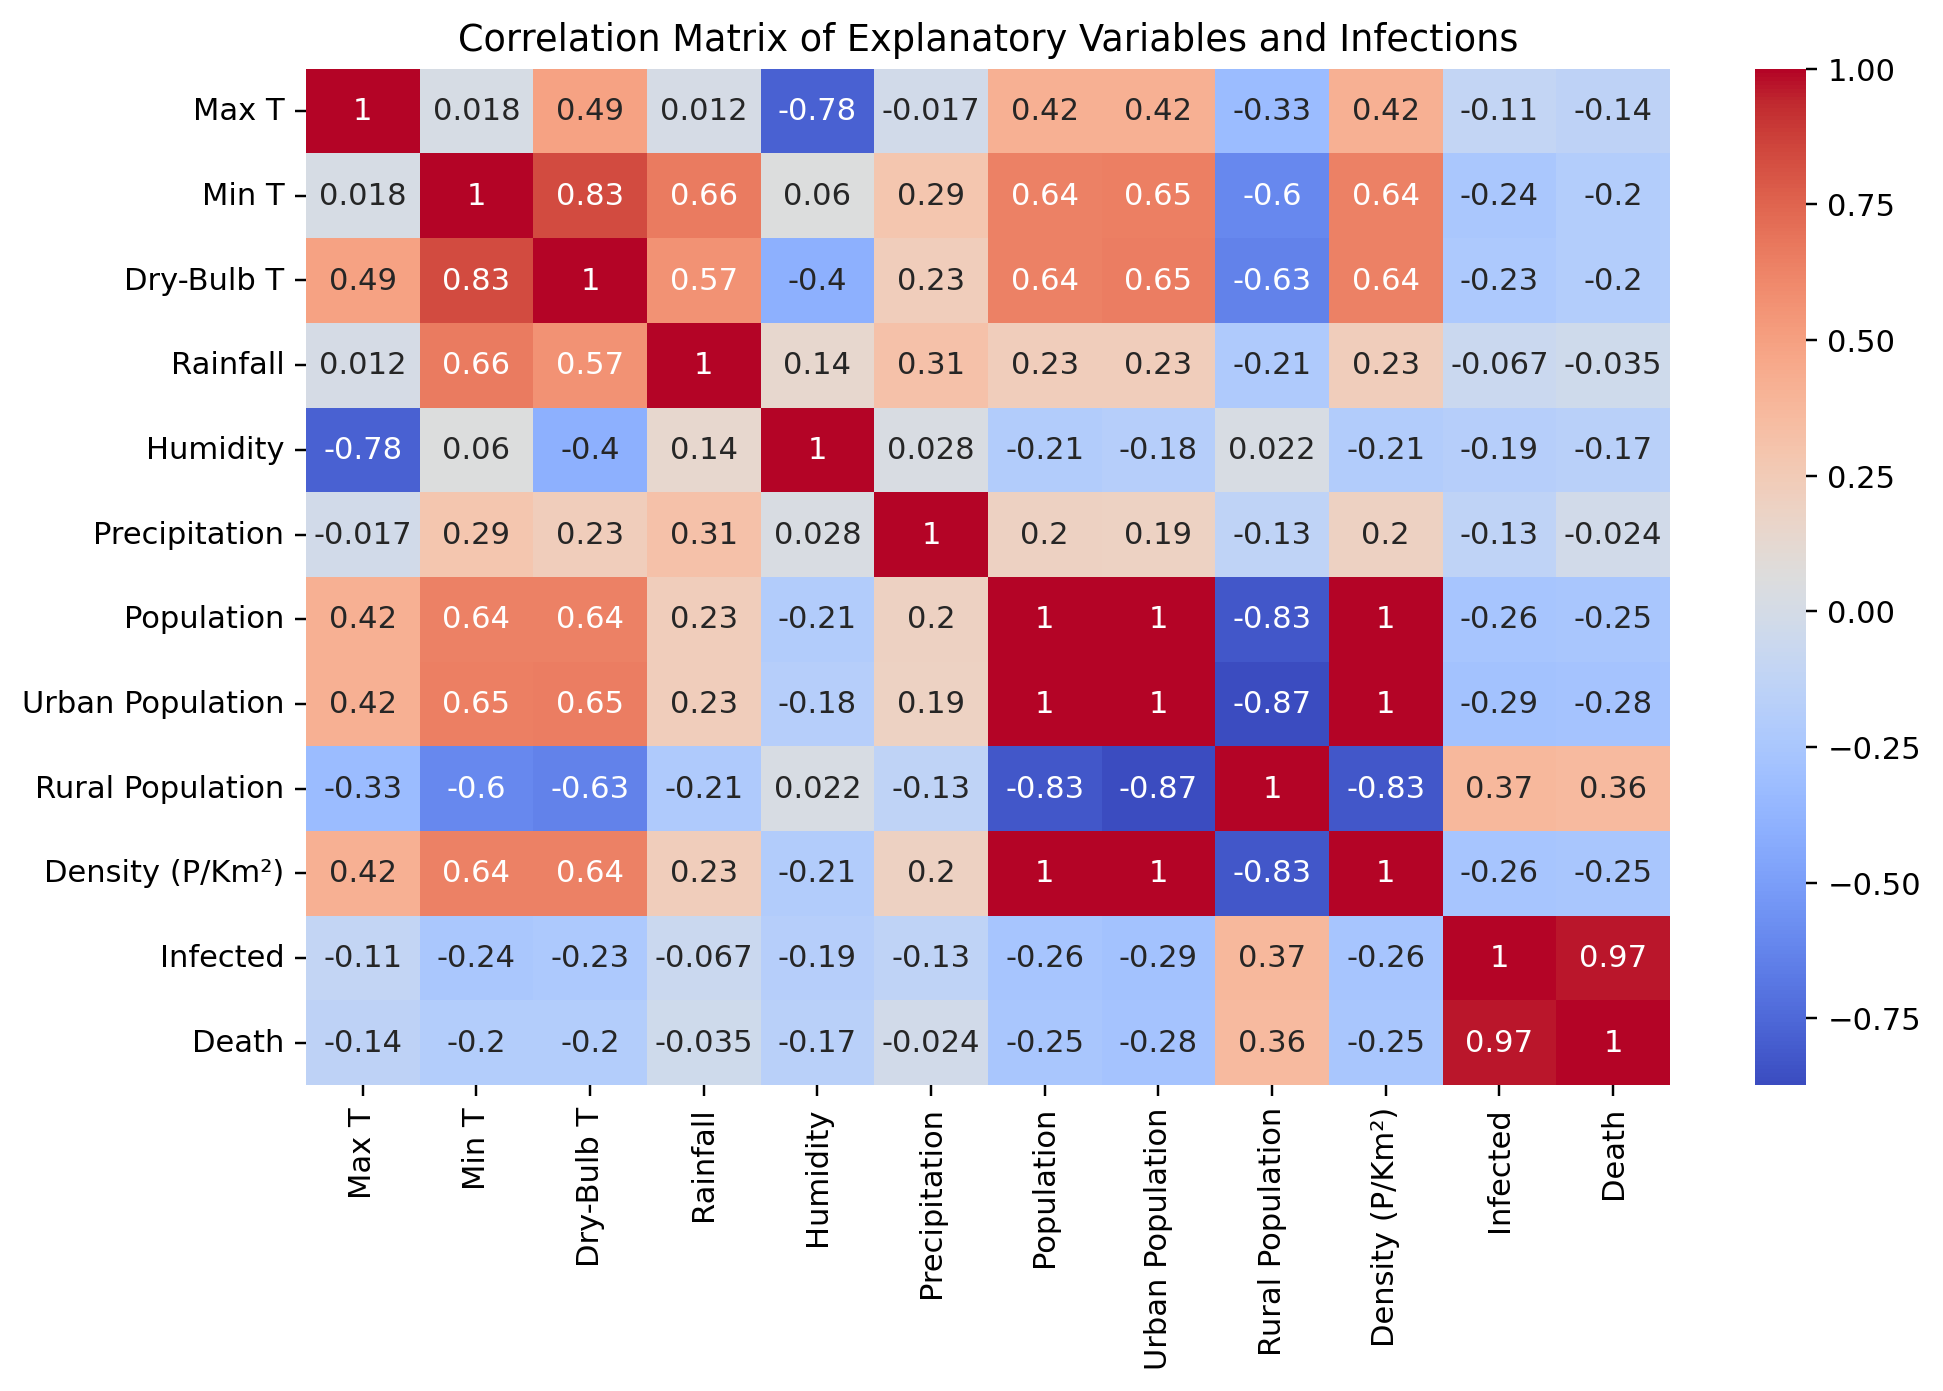 Correlation Matrix of Explanatory Variables and Infections
Max T 1 0.018 0.49 0.012 -0.78 -0.017 0.42 0.42 -0.33 0.42 -0.11 -0.14
Min T 0.018 1 0.83 0.66 0.06 0.29 0.64 0.65 -0.6 0.64 -0.24 -0.2
Dry-Bulb T 0.49 0.83 1 0.57 -0.4 0.23 0.64 0.65 -0.63 0.64 -0.23 -0.2
Rainfall 0.012 0.66 0.57 1 0.14 0.31 0.23 0.23 -0.21 0.23 -0.067 -0.035
Humidity -0.78 0.06 -0.4 0.14 1 0.028 -0.21 -0.18 0.022 -0.21 -0.19 -0.17
Precipitation -0.017 0.29 0.23 0.31 0.028 1 0.2 0.19 -0.13 0.2 -0.13 -0.024
Population 0.42 0.64 0.64 0.23 -0.21 0.2 1 1 -0.83 1 -0.26 -0.25
Urban Population 0.42 0.65 0.65 0.23 -0.18 0.19 1 1 -0.87 1 -0.29 -0.28
Rural Population -0.33 -0.6 -0.63 -0.21 0.022 -0.13 -0.83 -0.87 1 -0.83 0.37 0.36
Density (P/Km²) 0.42 0.64 0.64 0.23 -0.21 0.2 1 1 -0.83 1 -0.26 -0.25
Infected -0.11 -0.24 -0.23 -0.067 -0.19 -0.13 -0.26 -0.29 0.37 -0.26 1 0.97
Death -0.14 -0.2 -0.2 -0.035 -0.17 -0.024 -0.25 -0.28 0.36 -0.25 0.97 1
Max T
Min T
Dry-Bulb T
Rainfall
Humidity
Precipitation
Population
Urban Population
Rural Population
Density (P/Km²)
Infected
Death
1.00
0.75
0.50
0.25
0.00
−0.25
−0.50
−0.75